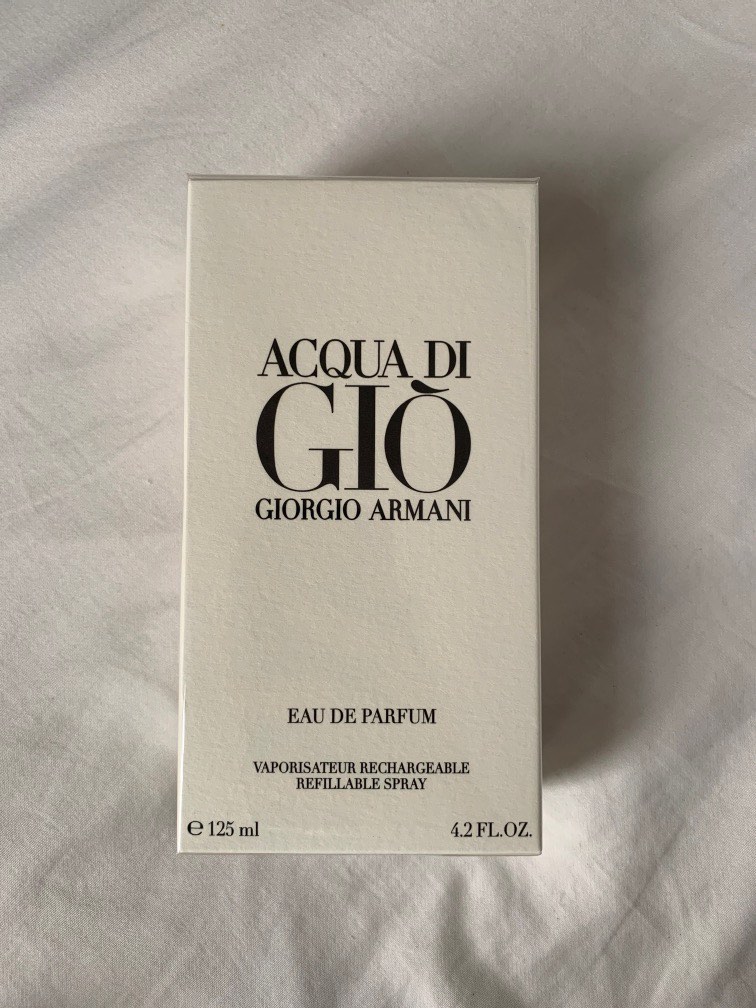 ACQUA DI
GIÒ
GIORGIO ARMANI
EAU DE PARFUM
VAPORISATEUR RECHARGEABLE
REFILLABLE SPRAY
℮ 125 ml 4.2 FL.OZ.